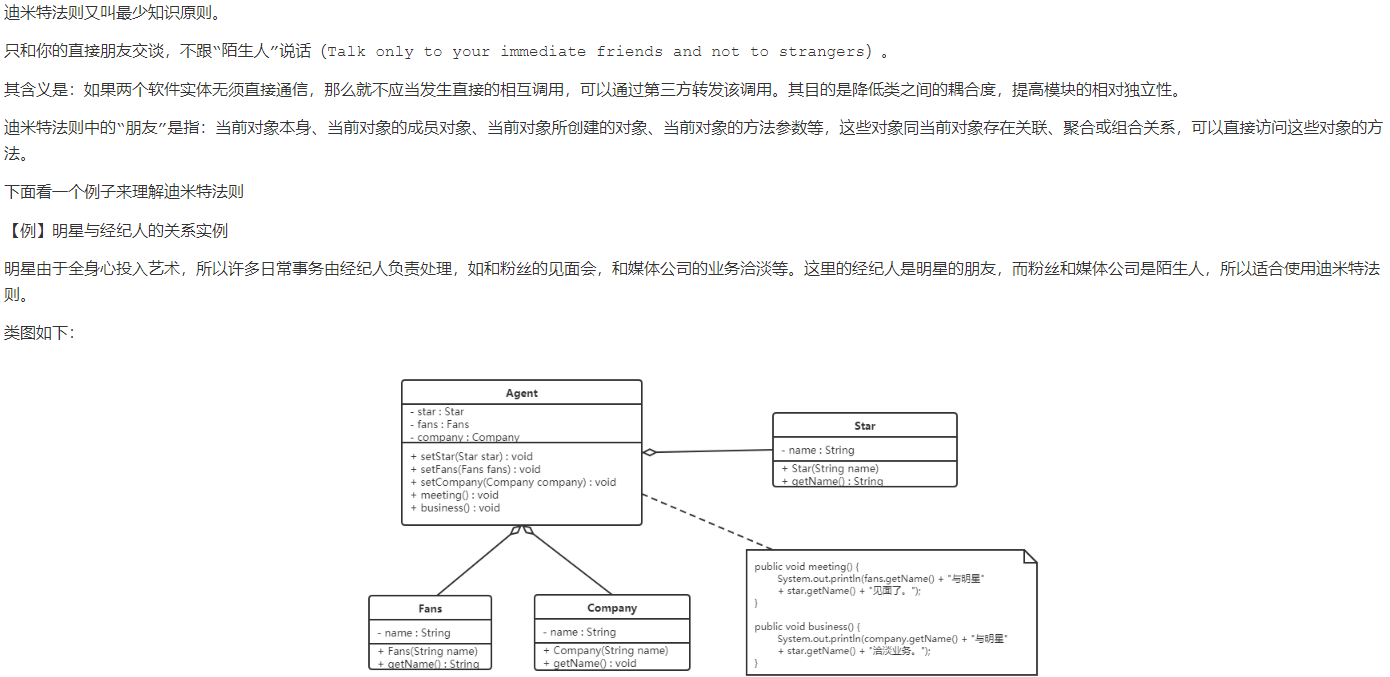 迪米特法则又叫最少知识原则。
只和你的直接朋友交谈，不跟“陌生人”说话（Talk only to your immediate friends and not to strangers）。
其含义是：如果两个软件实体无须直接通信，那么就不应当发生直接的相互调用，可以通过第三方转发该调用。其目的是降低类之间的耦合度，提高模块的相对独立性。
迪米特法则中的“朋友”是指：当前对象本身、当前对象的成员对象、当前对象所创建的对象、当前对象的方法参数等，这些对象同当前对象存在关联、聚合或组合关系，可以直接访问这些对象的方
法。
下面看一个例子来理解迪米特法则
【例】明星与经纪人的关系实例
明星由于全身心投入艺术，所以许多日常事务由经纪人负责处理，如和粉丝的见面会，和媒体公司的业务洽淡等。这里的经纪人是明星的朋友，而粉丝和媒体公司是陌生人，所以适合使用迪米特法
则。
类图如下：
Agent
- star : Star
- fans : Fans
- company : Company
+ setStar(Star star) : void
+ setFans(Fans fans) : void
+ setCompany(Company company) : void
+ meeting() : void
+ business() : void
Star
- name : String
+ Star(String name)
+ getName() : String
Fans
- name : String
+ Fans(String name)
+ getName() : String
Company
- name : String
+ Company(String name)
+ getName() : void
public void meeting() {
System.out.println(fans.getName() + "与明星"
+ star.getName() + "见面了。");
}
public void business() {
System.out.println(company.getName() + "与明星"
+ star.getName() + "洽淡业务。");
}